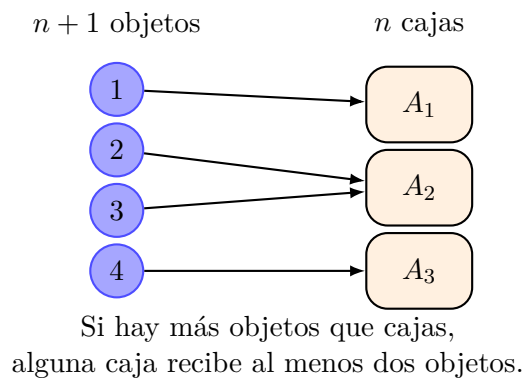 n + 1 objetos
n cajas
1
2
3
4
A₁
A₂
A₃
Si hay más objetos que cajas,
alguna caja recibe al menos dos objetos.